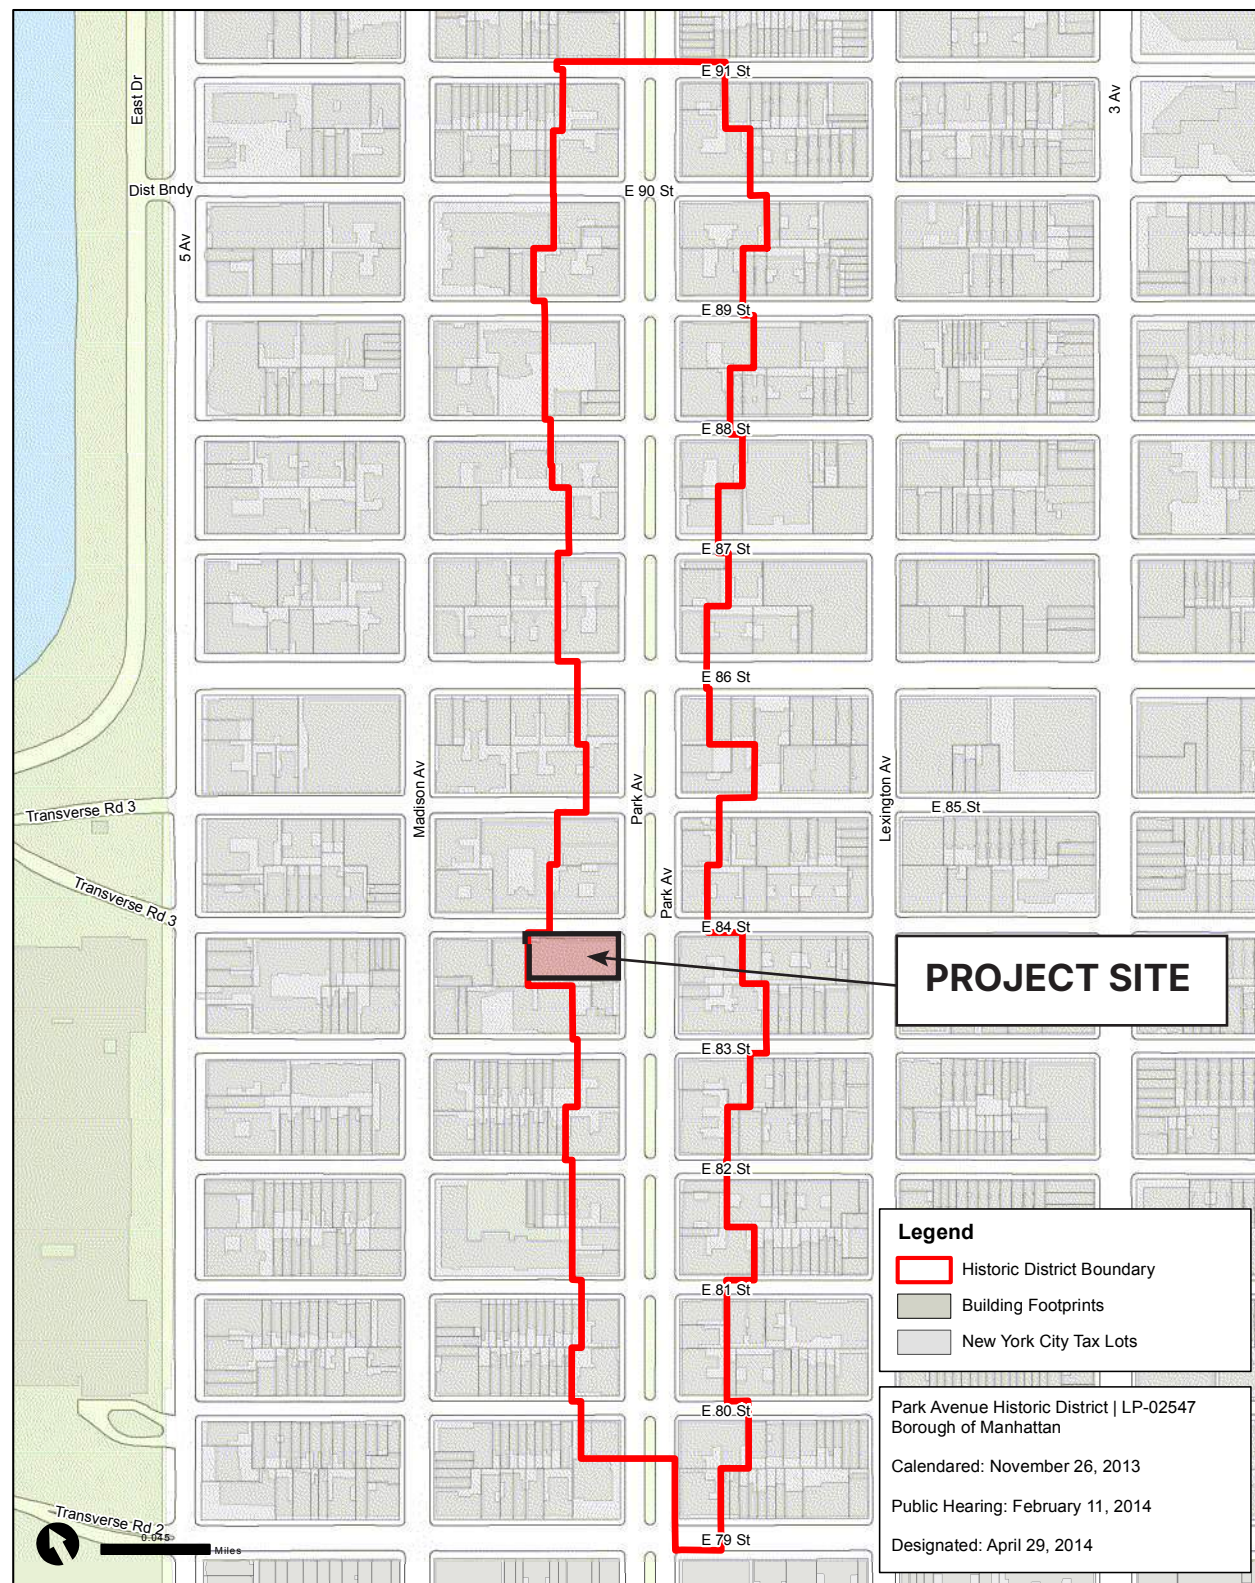 E 91 St
East Dr
3 Av
Dist Bndy
E 90 St
5 Av
E 89 St
E 88 St
E 87 St
E 86 St
Madison Av
Park Av
Lexington Av
Transverse Rd 3
E 85 St
Transverse Rd 3
Park Av
E 84 St
PROJECT SITE
E 83 St
E 82 St
E 81 St
E 80 St
E 79 St
Transverse Rd 2
0.045
Miles
Legend
Historic District Boundary
Building Footprints
New York City Tax Lots
Park Avenue Historic District | LP-02547
Borough of Manhattan
Calendared: November 26, 2013
Public Hearing: February 11, 2014
Designated: April 29, 2014